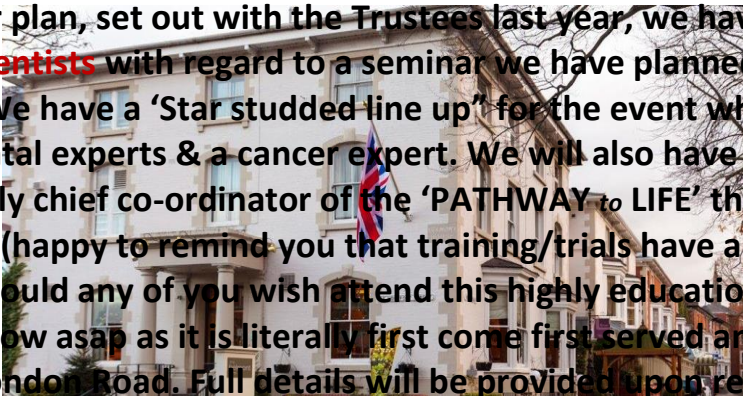 plan, set out with the Trustees last year, we hav
entists with regard to a seminar we have planned
We have a ‘Star studded line up” for the event wh
tal experts & a cancer expert. We will also have
ly chief co-ordinator of the ‘PATHWAY to LIFE’ th
(happy to remind you that training/trials have a
ould any of you wish attend this highly educatio
ow asap as it is literally first come first served an
ondon Road. Full details will be provided upon re